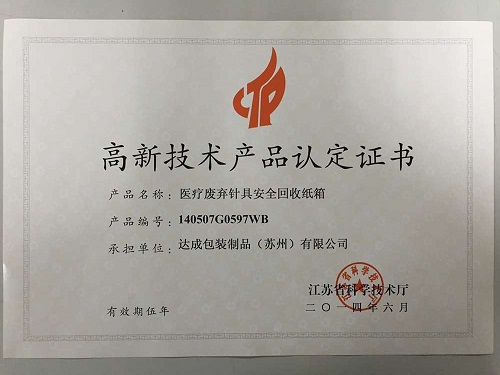 CTP
高新技术产品认定证书
产品名称：医疗废弃针具安全回收纸箱
产品编号：140507G0597WB
承担单位：达成包装制品（苏州）有限公司
江苏省科学技术厅
有效期伍年
二〇一四年六月